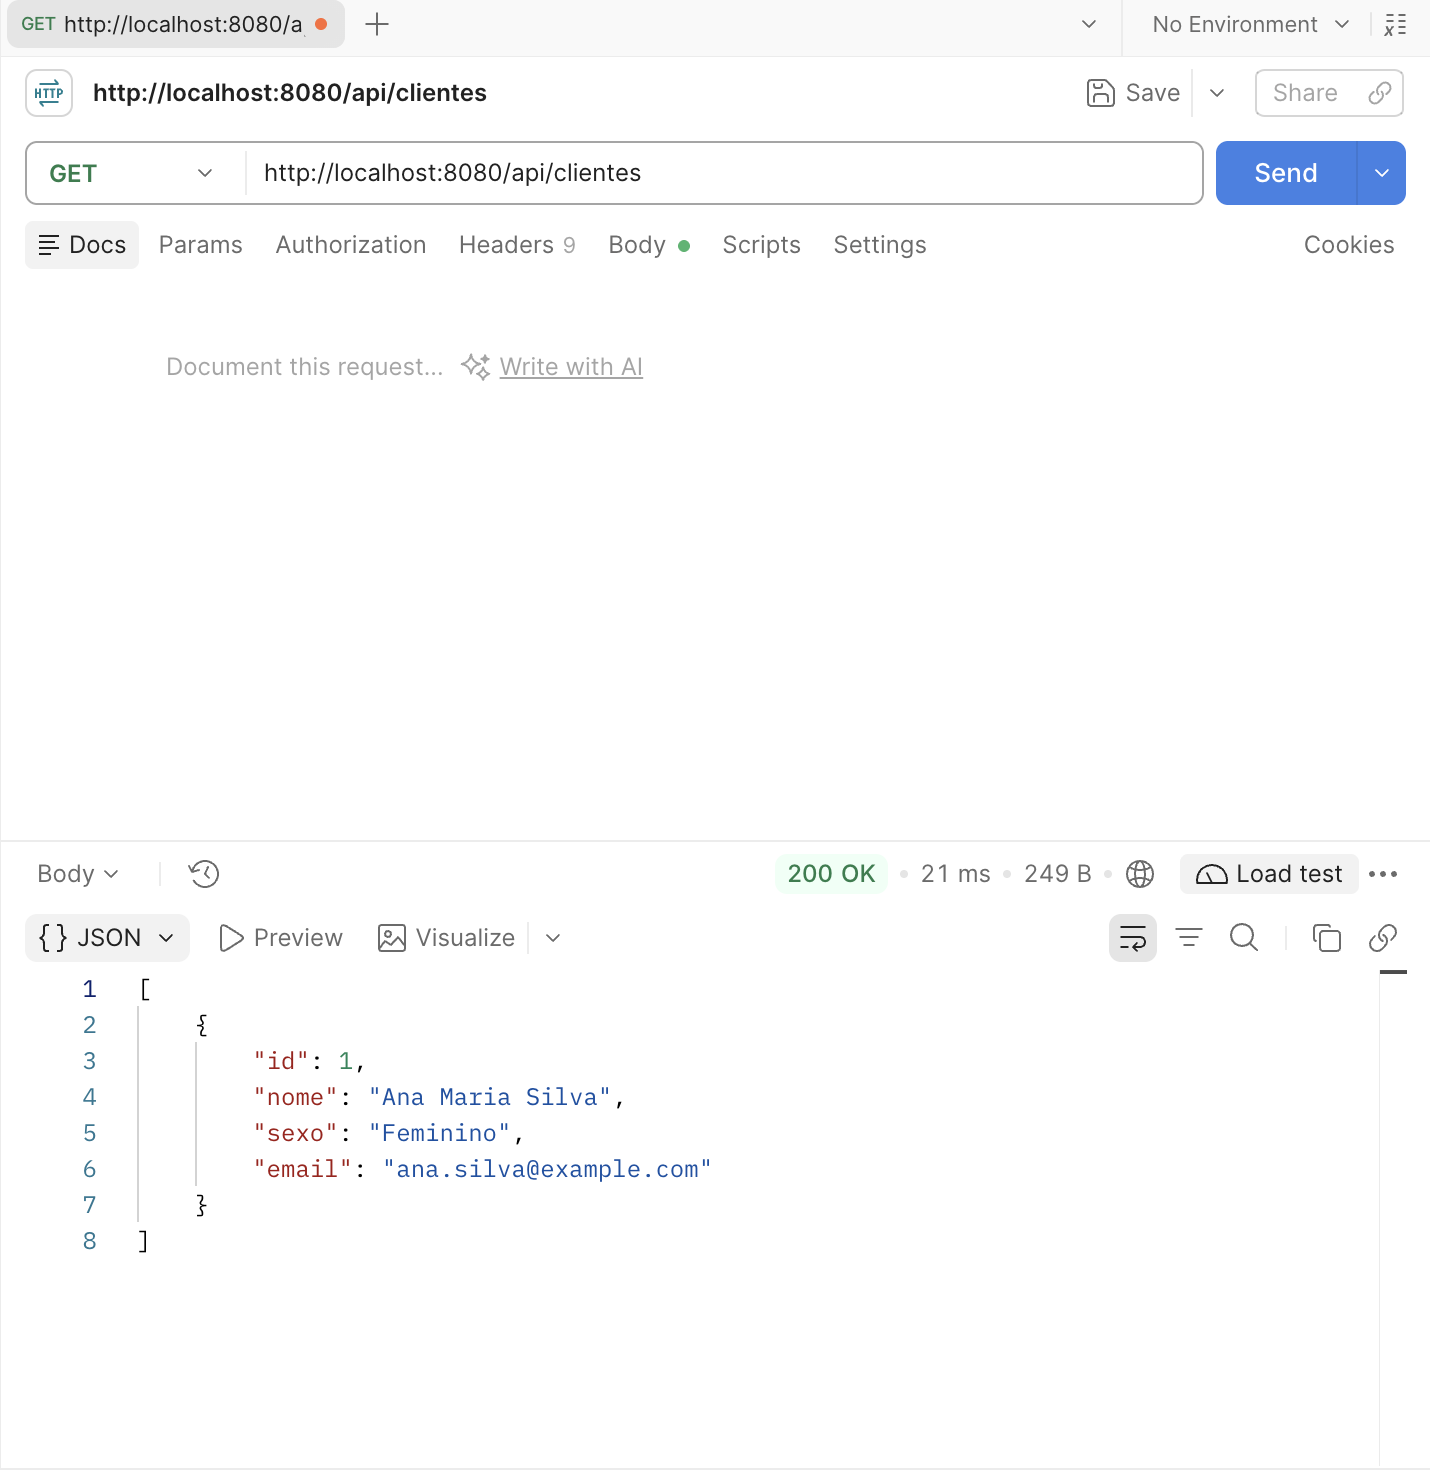 GET http://localhost:8080/a
No Environment
HTTP http://localhost:8080/api/clientes
Save
Share
GET http://localhost:8080/api/clientes
Send
Docs Params Authorization Headers 9 Body Scripts Settings Cookies
Document this request... Write with AI
Body 200 OK 21 ms 249 B Load test
{} JSON Preview Visualize
1 [
2 {
3 "id": 1,
4 "nome": "Ana Maria Silva",
5 "sexo": "Feminino",
6 "email": "ana.silva@example.com"
7 }
8 ]